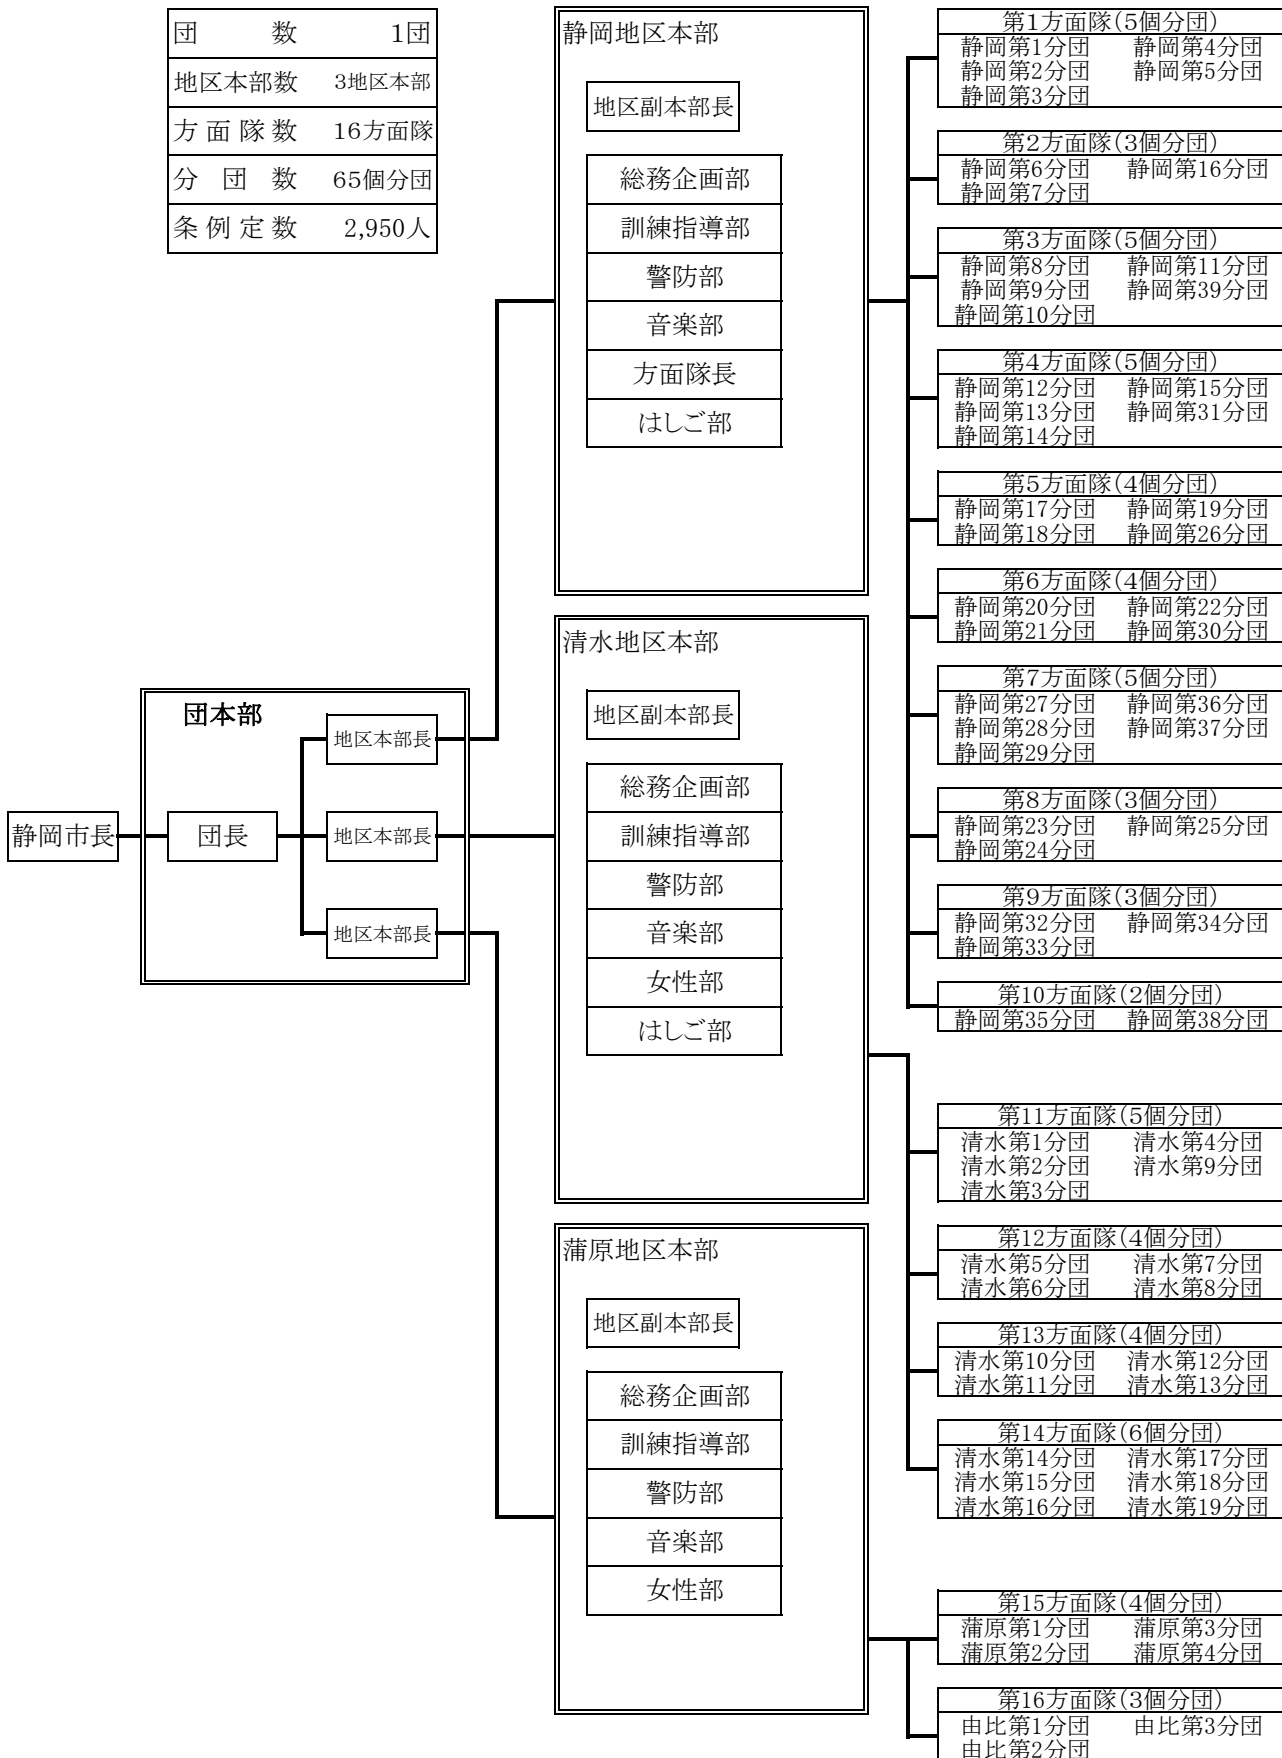 団数 1団
地区本部数 3地区本部
方面隊数 16方面隊
分団数 65個分団
条例定数 2,950人
静岡市長
団本部
団長
地区本部長
地区本部長
地区本部長
静岡地区本部
地区副本部長
総務企画部
訓練指導部
警防部
音楽部
方面隊長
はしご部
清水地区本部
地区副本部長
総務企画部
訓練指導部
警防部
音楽部
女性部
はしご部
蒲原地区本部
地区副本部長
総務企画部
訓練指導部
警防部
音楽部
女性部
第1方面隊(5個分団)
静岡第1分団 静岡第4分団
静岡第2分団 静岡第5分団
静岡第3分団
第2方面隊(3個分団)
静岡第6分団 静岡第16分団
静岡第7分団
第3方面隊(5個分団)
静岡第8分団 静岡第11分団
静岡第9分団 静岡第39分団
静岡第10分団
第4方面隊(5個分団)
静岡第12分団 静岡第15分団
静岡第13分団 静岡第31分団
静岡第14分団
第5方面隊(4個分団)
静岡第17分団 静岡第19分団
静岡第18分団 静岡第26分団
第6方面隊(4個分団)
静岡第20分団 静岡第22分団
静岡第21分団 静岡第30分団
第7方面隊(5個分団)
静岡第27分団 静岡第36分団
静岡第28分団 静岡第37分団
静岡第29分団
第8方面隊(3個分団)
静岡第23分団 静岡第25分団
静岡第24分団
第9方面隊(3個分団)
静岡第32分団 静岡第34分団
静岡第33分団
第10方面隊(2個分団)
静岡第35分団 静岡第38分団
第11方面隊(5個分団)
清水第1分団 清水第4分団
清水第2分団 清水第9分団
清水第3分団
第12方面隊(4個分団)
清水第5分団 清水第7分団
清水第6分団 清水第8分団
第13方面隊(4個分団)
清水第10分団 清水第12分団
清水第11分団 清水第13分団
第14方面隊(6個分団)
清水第14分団 清水第17分団
清水第15分団 清水第18分団
清水第16分団 清水第19分団
第15方面隊(4個分団)
蒲原第1分団 蒲原第3分団
蒲原第2分団 蒲原第4分団
第16方面隊(3個分団)
由比第1分団 由比第3分団
由比第2分団